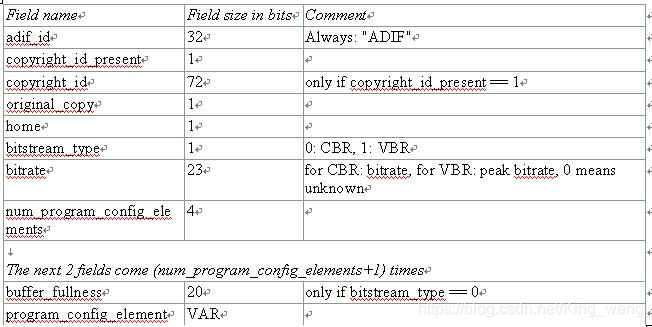 Field name Field size in bits Comment
adif_id 32 Always: "ADIF"
copyright_id_present 1
copyright_id 72 only if copyright_id_present == 1
original_copy 1
home 1
bitstream_type 1 0: CBR, 1: VBR
bitrate 23 for CBR: bitrate, for VBR: peak bitrate, 0 means
unknown
num_program_config_ele 4
ments
The next 2 fields come (num_program_config_elements+1) times
buffer_fullness 20 only if bitstream_type == 0
program_config_element VAR
https://blog.csdn.net/King_weng